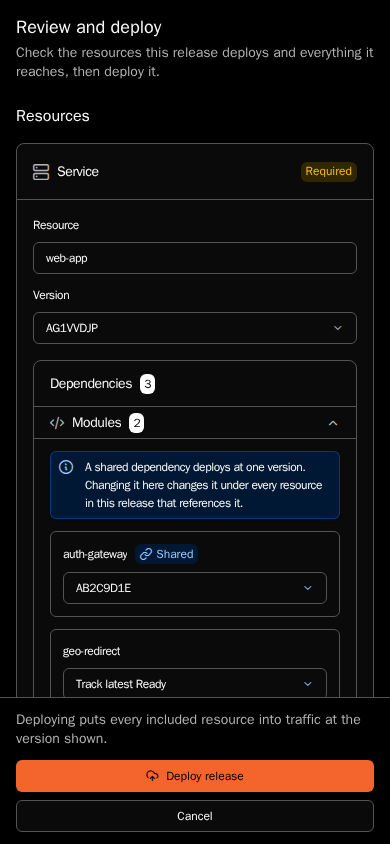 Review and deploy
Check the resources this release deploys and everything it
reaches, then deploy it.
Resources
Service
Required
Resource
web-app
Version
AG1VVDJP
Dependencies 3
Modules 2
A shared dependency deploys at one version.
Changing it here changes it under every resource
in this release that references it.
auth-gateway Shared
AB2C9D1E
geo-redirect
Track latest Ready
Deploying puts every included resource into traffic at the
version shown.
Deploy release
Cancel